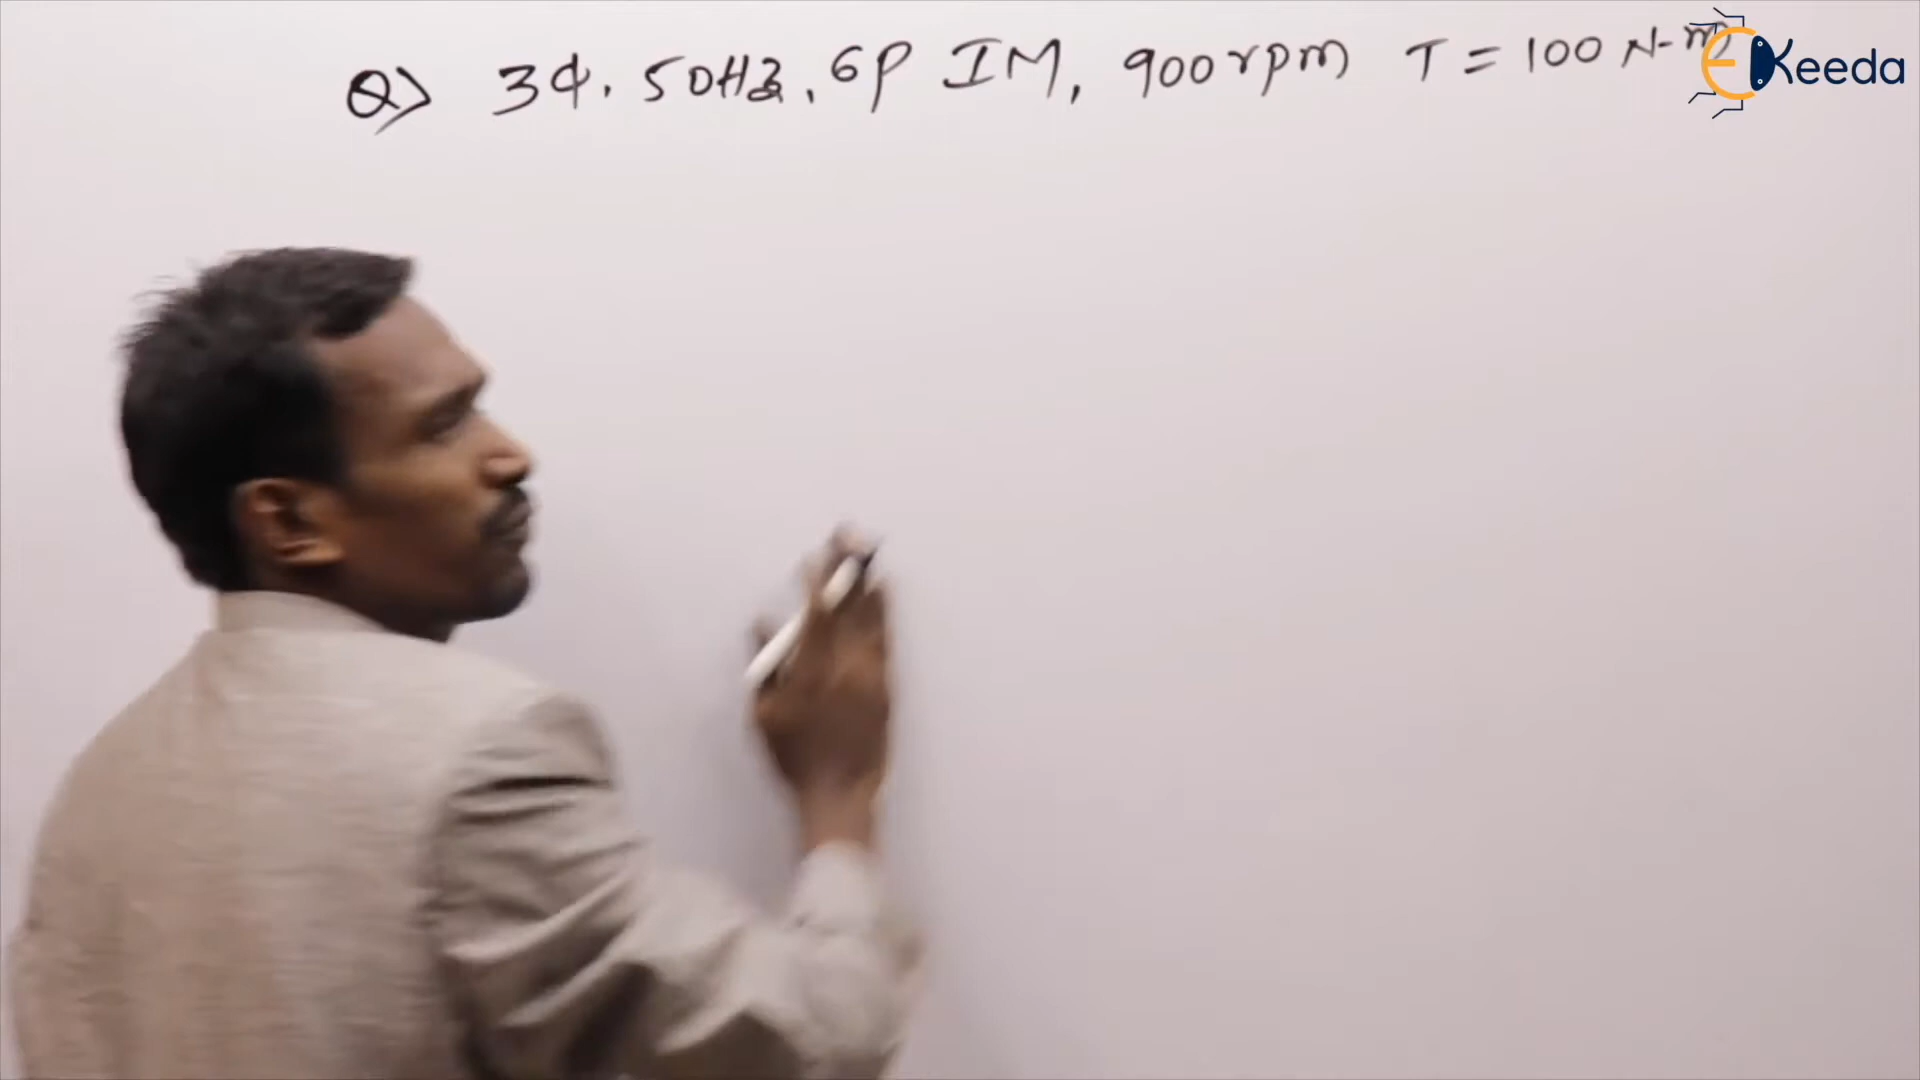 Q> 3ϕ, 50Hz, 6P IM, 900rpm T = 100 N-m
EKeeda